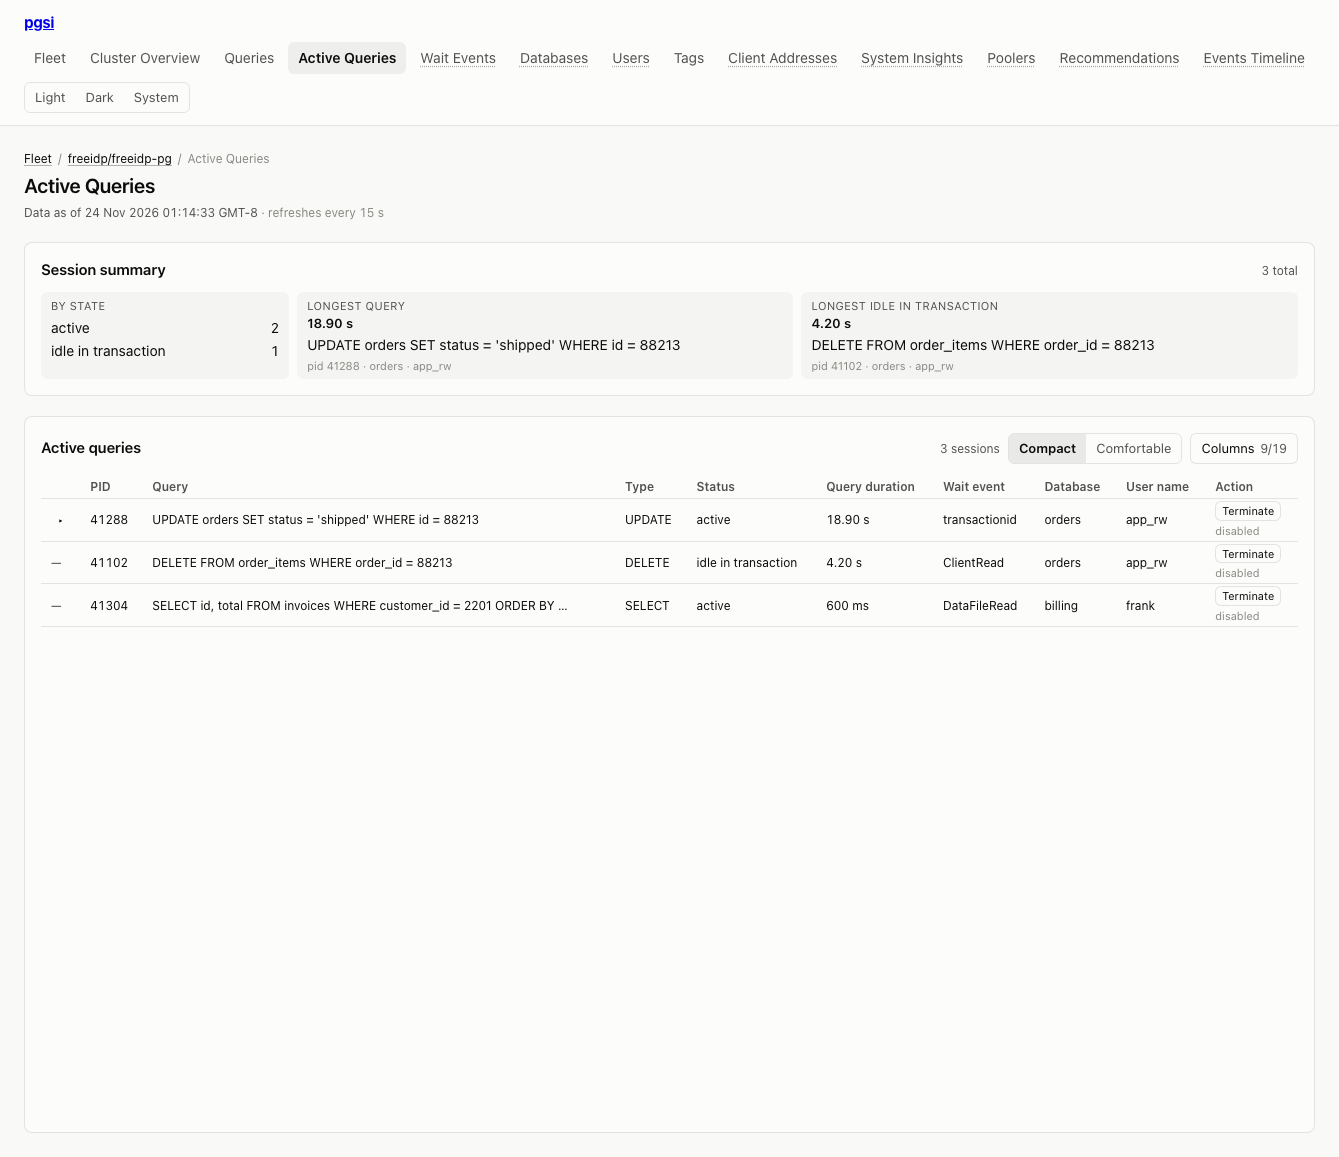 pgsi
Fleet Cluster Overview Queries Active Queries Wait Events Databases Users Tags Client Addresses System Insights Poolers Recommendations Events Timeline
Light Dark System
Fleet / freeidp/freeidp-pg / Active Queries
Active Queries
Data as of 24 Nov 2026 01:14:33 GMT-8 · refreshes every 15 s
Session summary 3 total
BY STATE
active 2
idle in transaction 1
LONGEST QUERY
18.90 s
UPDATE orders SET status = 'shipped' WHERE id = 88213
pid 41288 · orders · app_rw
LONGEST IDLE IN TRANSACTION
4.20 s
DELETE FROM order_items WHERE order_id = 88213
pid 41102 · orders · app_rw
Active queries 3 sessions Compact Comfortable Columns 9/19
PID Query Type Status Query duration Wait event Database User name Action
▸ 41288 UPDATE orders SET status = 'shipped' WHERE id = 88213 UPDATE active 18.90 s transactionid orders app_rw Terminate
disabled
— 41102 DELETE FROM order_items WHERE order_id = 88213 DELETE idle in transaction 4.20 s ClientRead orders app_rw Terminate
disabled
— 41304 SELECT id, total FROM invoices WHERE customer_id = 2201 ORDER BY ... SELECT active 600 ms DataFileRead billing frank Terminate
disabled